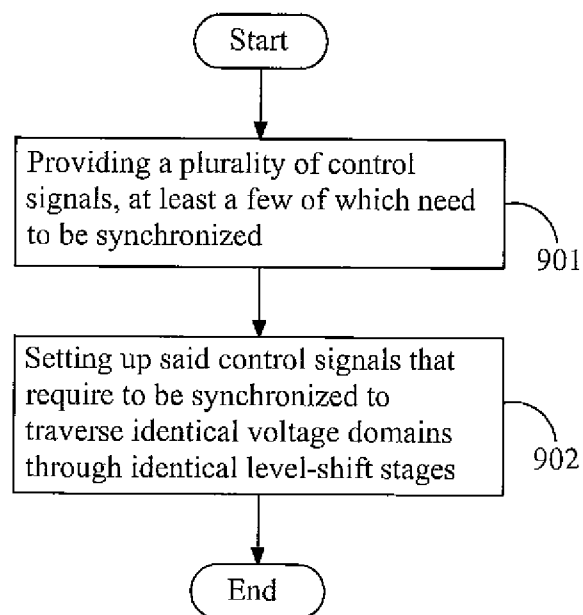 Start
Providing a plurality of control
signals, at least a few of which need
to be synchronized
901
Setting up said control signals that
require to be synchronized to
traverse identical voltage domains
through identical level-shift stages
902
End